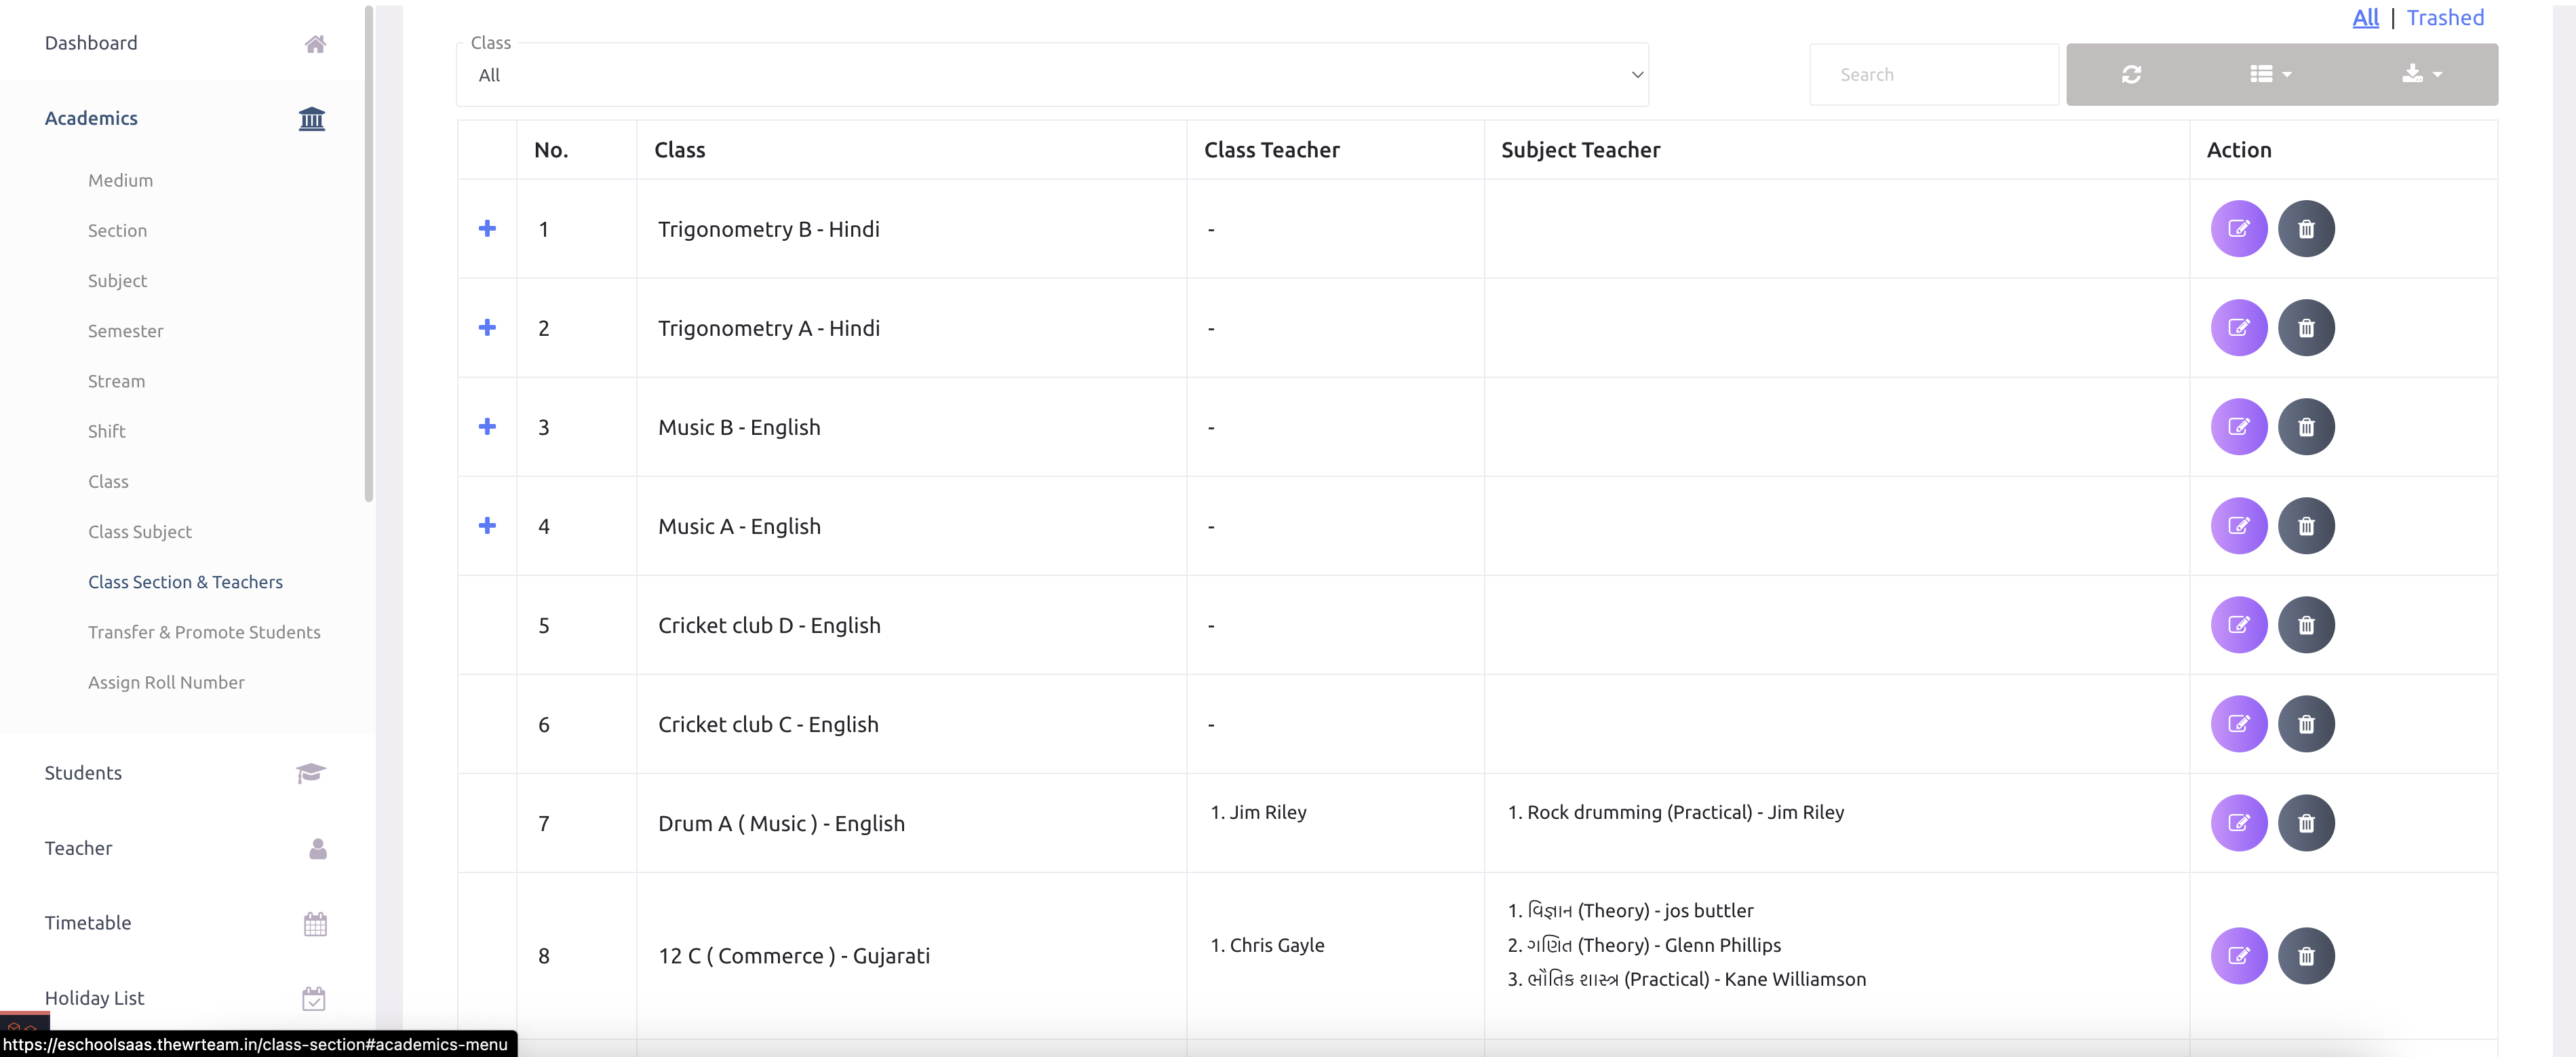 Dashboard
Academics
Medium
Section
Subject
Semester
Stream
Shift
Class
Class Subject
Class Section & Teachers
Transfer & Promote Students
Assign Roll Number
Students
Teacher
Timetable
Holiday List
https://eschoolsaas.thewrteam.in/class-section#academics-menu
All | Trashed
Class
All
Search
No. Class Class Teacher Subject Teacher Action
1 Trigonometry B - Hindi -
2 Trigonometry A - Hindi -
3 Music B - English -
4 Music A - English -
5 Cricket club D - English -
6 Cricket club C - English -
7 Drum A ( Music ) - English 1. Jim Riley 1. Rock drumming (Practical) - Jim Riley
8 12 C ( Commerce ) - Gujarati 1. Chris Gayle
1. વિજ્ઞાન (Theory) - jos buttler
2. ગણિત (Theory) - Glenn Phillips
3. ભૌતિક શાસ્ત્ર (Practical) - Kane Williamson